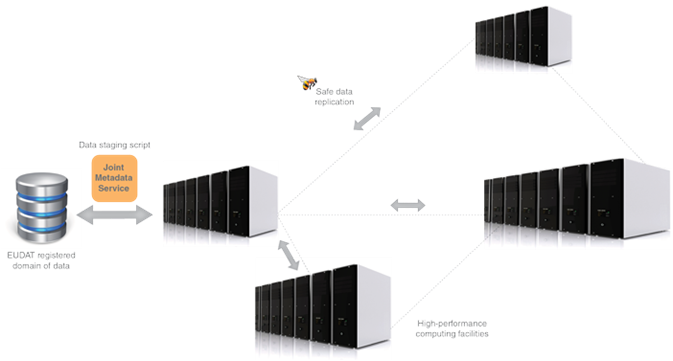 Safe data
replication
Data staging script
Joint
Metadata
Service
EUDAT registered
domain of data
High-performance
computing facilities